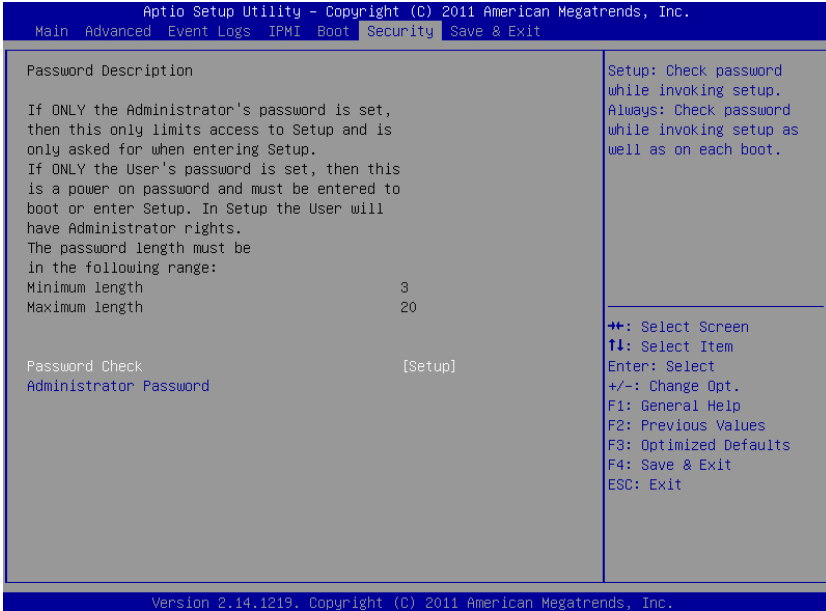 Aptio Setup Utility – Copyright (C) 2011 American Megatrends, Inc.
Main Advanced Event Logs IPMI Boot Security Save & Exit
Password Description
If ONLY the Administrator's password is set,
then this only limits access to Setup and is
only asked for when entering Setup.
If ONLY the User's password is set, then this
is a power on password and must be entered to
boot or enter Setup. In Setup the User will
have Administrator rights.
The password length must be
in the following range:
Minimum length 3
Maximum length 20
Password Check [Setup]
Administrator Password
Setup: Check password
while invoking setup.
Always: Check password
while invoking setup as
well as on each boot.
→←: Select Screen
↑↓: Select Item
Enter: Select
+/-: Change Opt.
F1: General Help
F2: Previous Values
F3: Optimized Defaults
F4: Save & Exit
ESC: Exit
Version 2.14.1219. Copyright (C) 2011 American Megatrends, Inc.